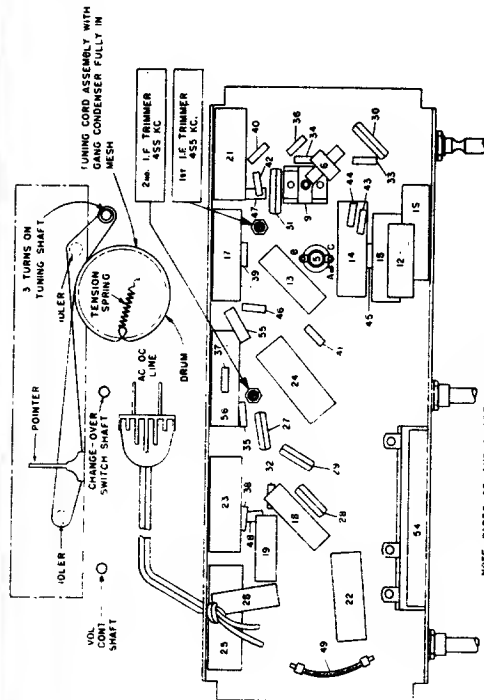 POINTER
3 TURNS ON
TUNING SHAFT
IDLER
IDLER
TUNING CORD ASSEMBLY WITH
GANG CONDENSER FULLY IN
MESH
TENSION
SPRING
VOL
CONT
SHAFT
CHANGE-OVER
SWITCH SHAFT
AC DC
LINE
DRUM
2nd. I.F TRIMMER
455 KC
1st I.F. TRIMMER
455 KC.
25
26
23
48
38
19
56
37
35
55
17
39
47
21
42
40
49
22
18
28
32
29
27
24
46
41
13
31
9
6
34
36
B
5
A
C
54
45
18
14
44
43
12
15
33
30
NOTE PARTS